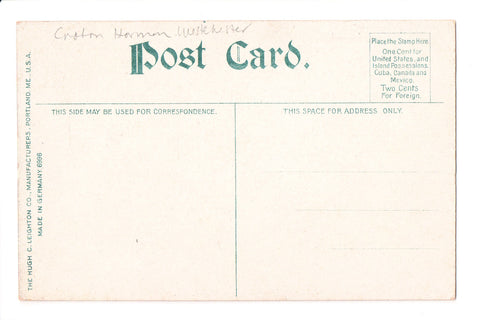 Croton Harmon, Westchester
Post Card.
Place the Stamp Here
One Cent for
United States, and
Island Possessions,
Cuba, Canada and
Mexico.
Two Cents
For Foreign.
THIS SIDE MAY BE USED FOR CORRESPONDENCE.
THIS SPACE FOR ADDRESS ONLY.
THE HUGH C. LEIGHTON CO., MANUFACTURERS, PORTLAND, ME., U.S.A.
MADE IN GERMANY 6996